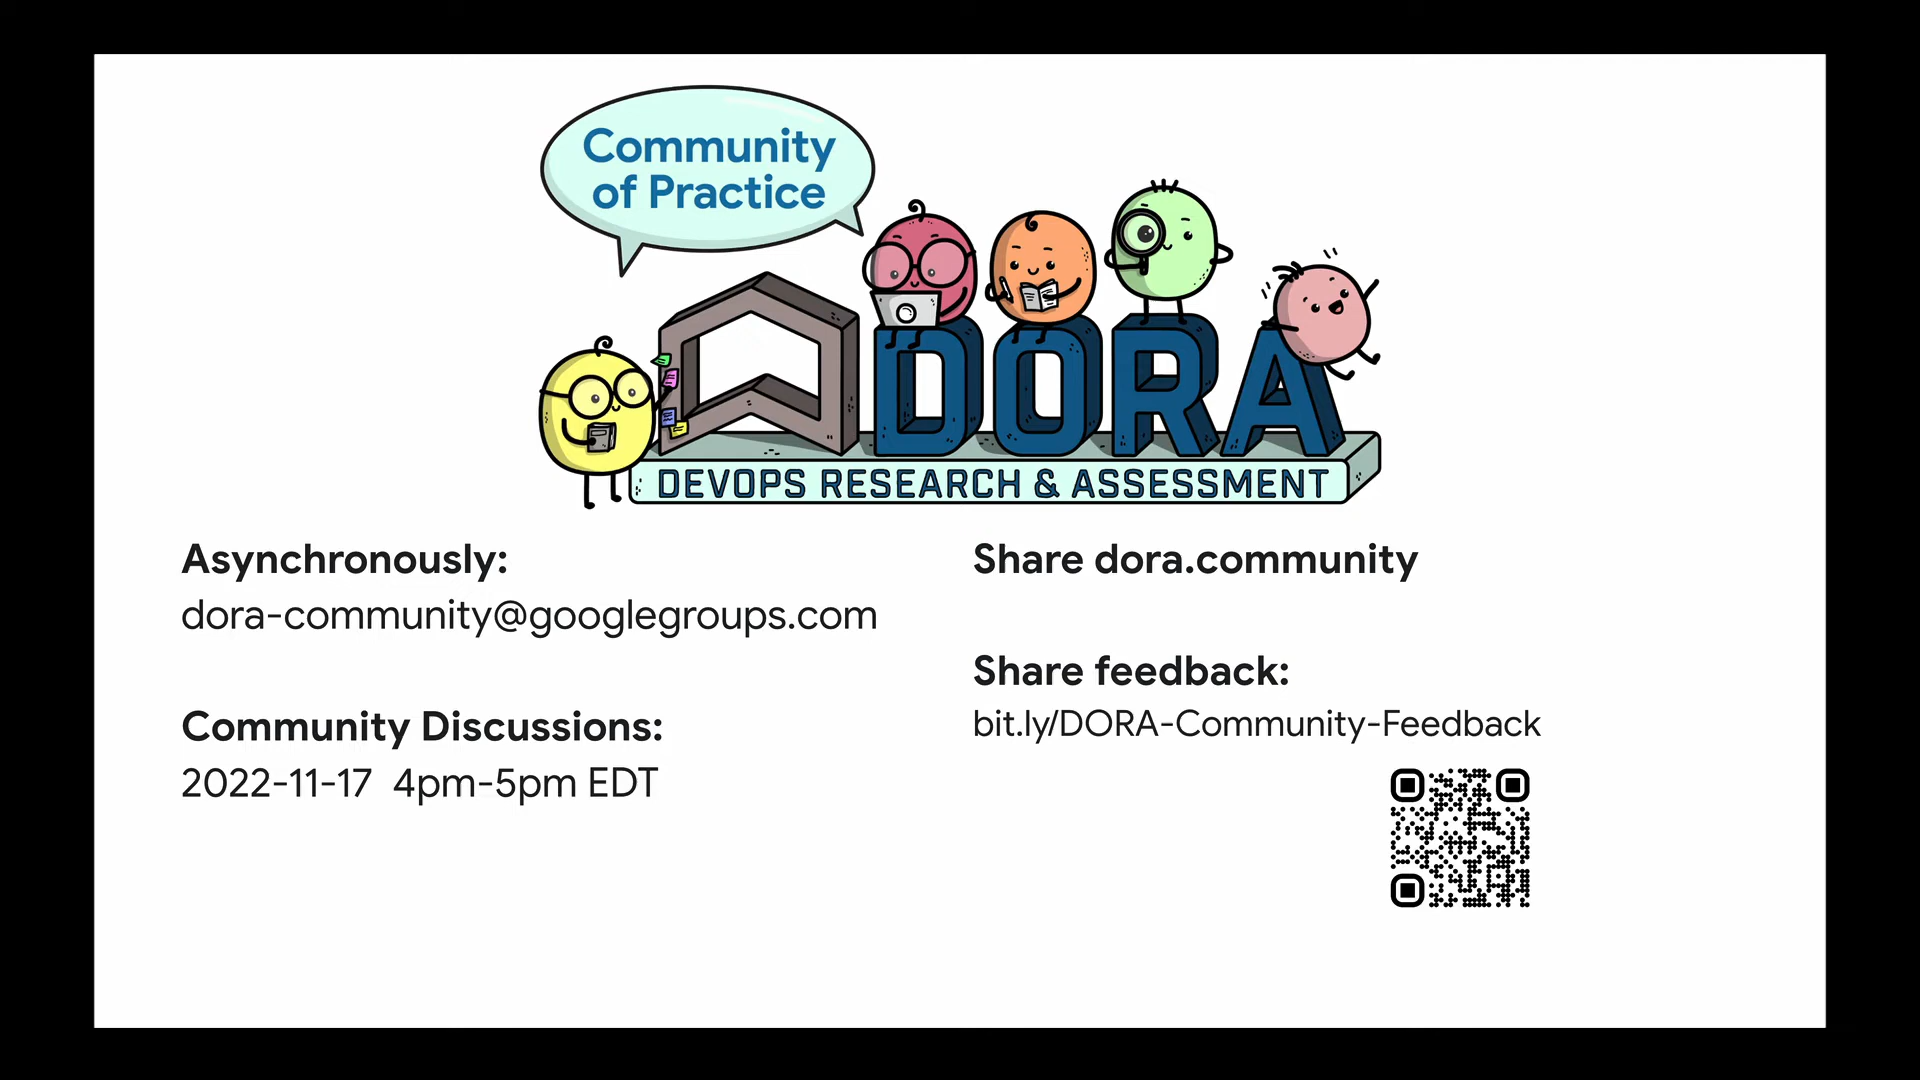 Community
of Practice
DORA
DEVOPS RESEARCH & ASSESSMENT
Asynchronously:
dora-community@googlegroups.com
Community Discussions:
2022-11-17 4pm-5pm EDT
Share dora.community
Share feedback:
bit.ly/DORA-Community-Feedback